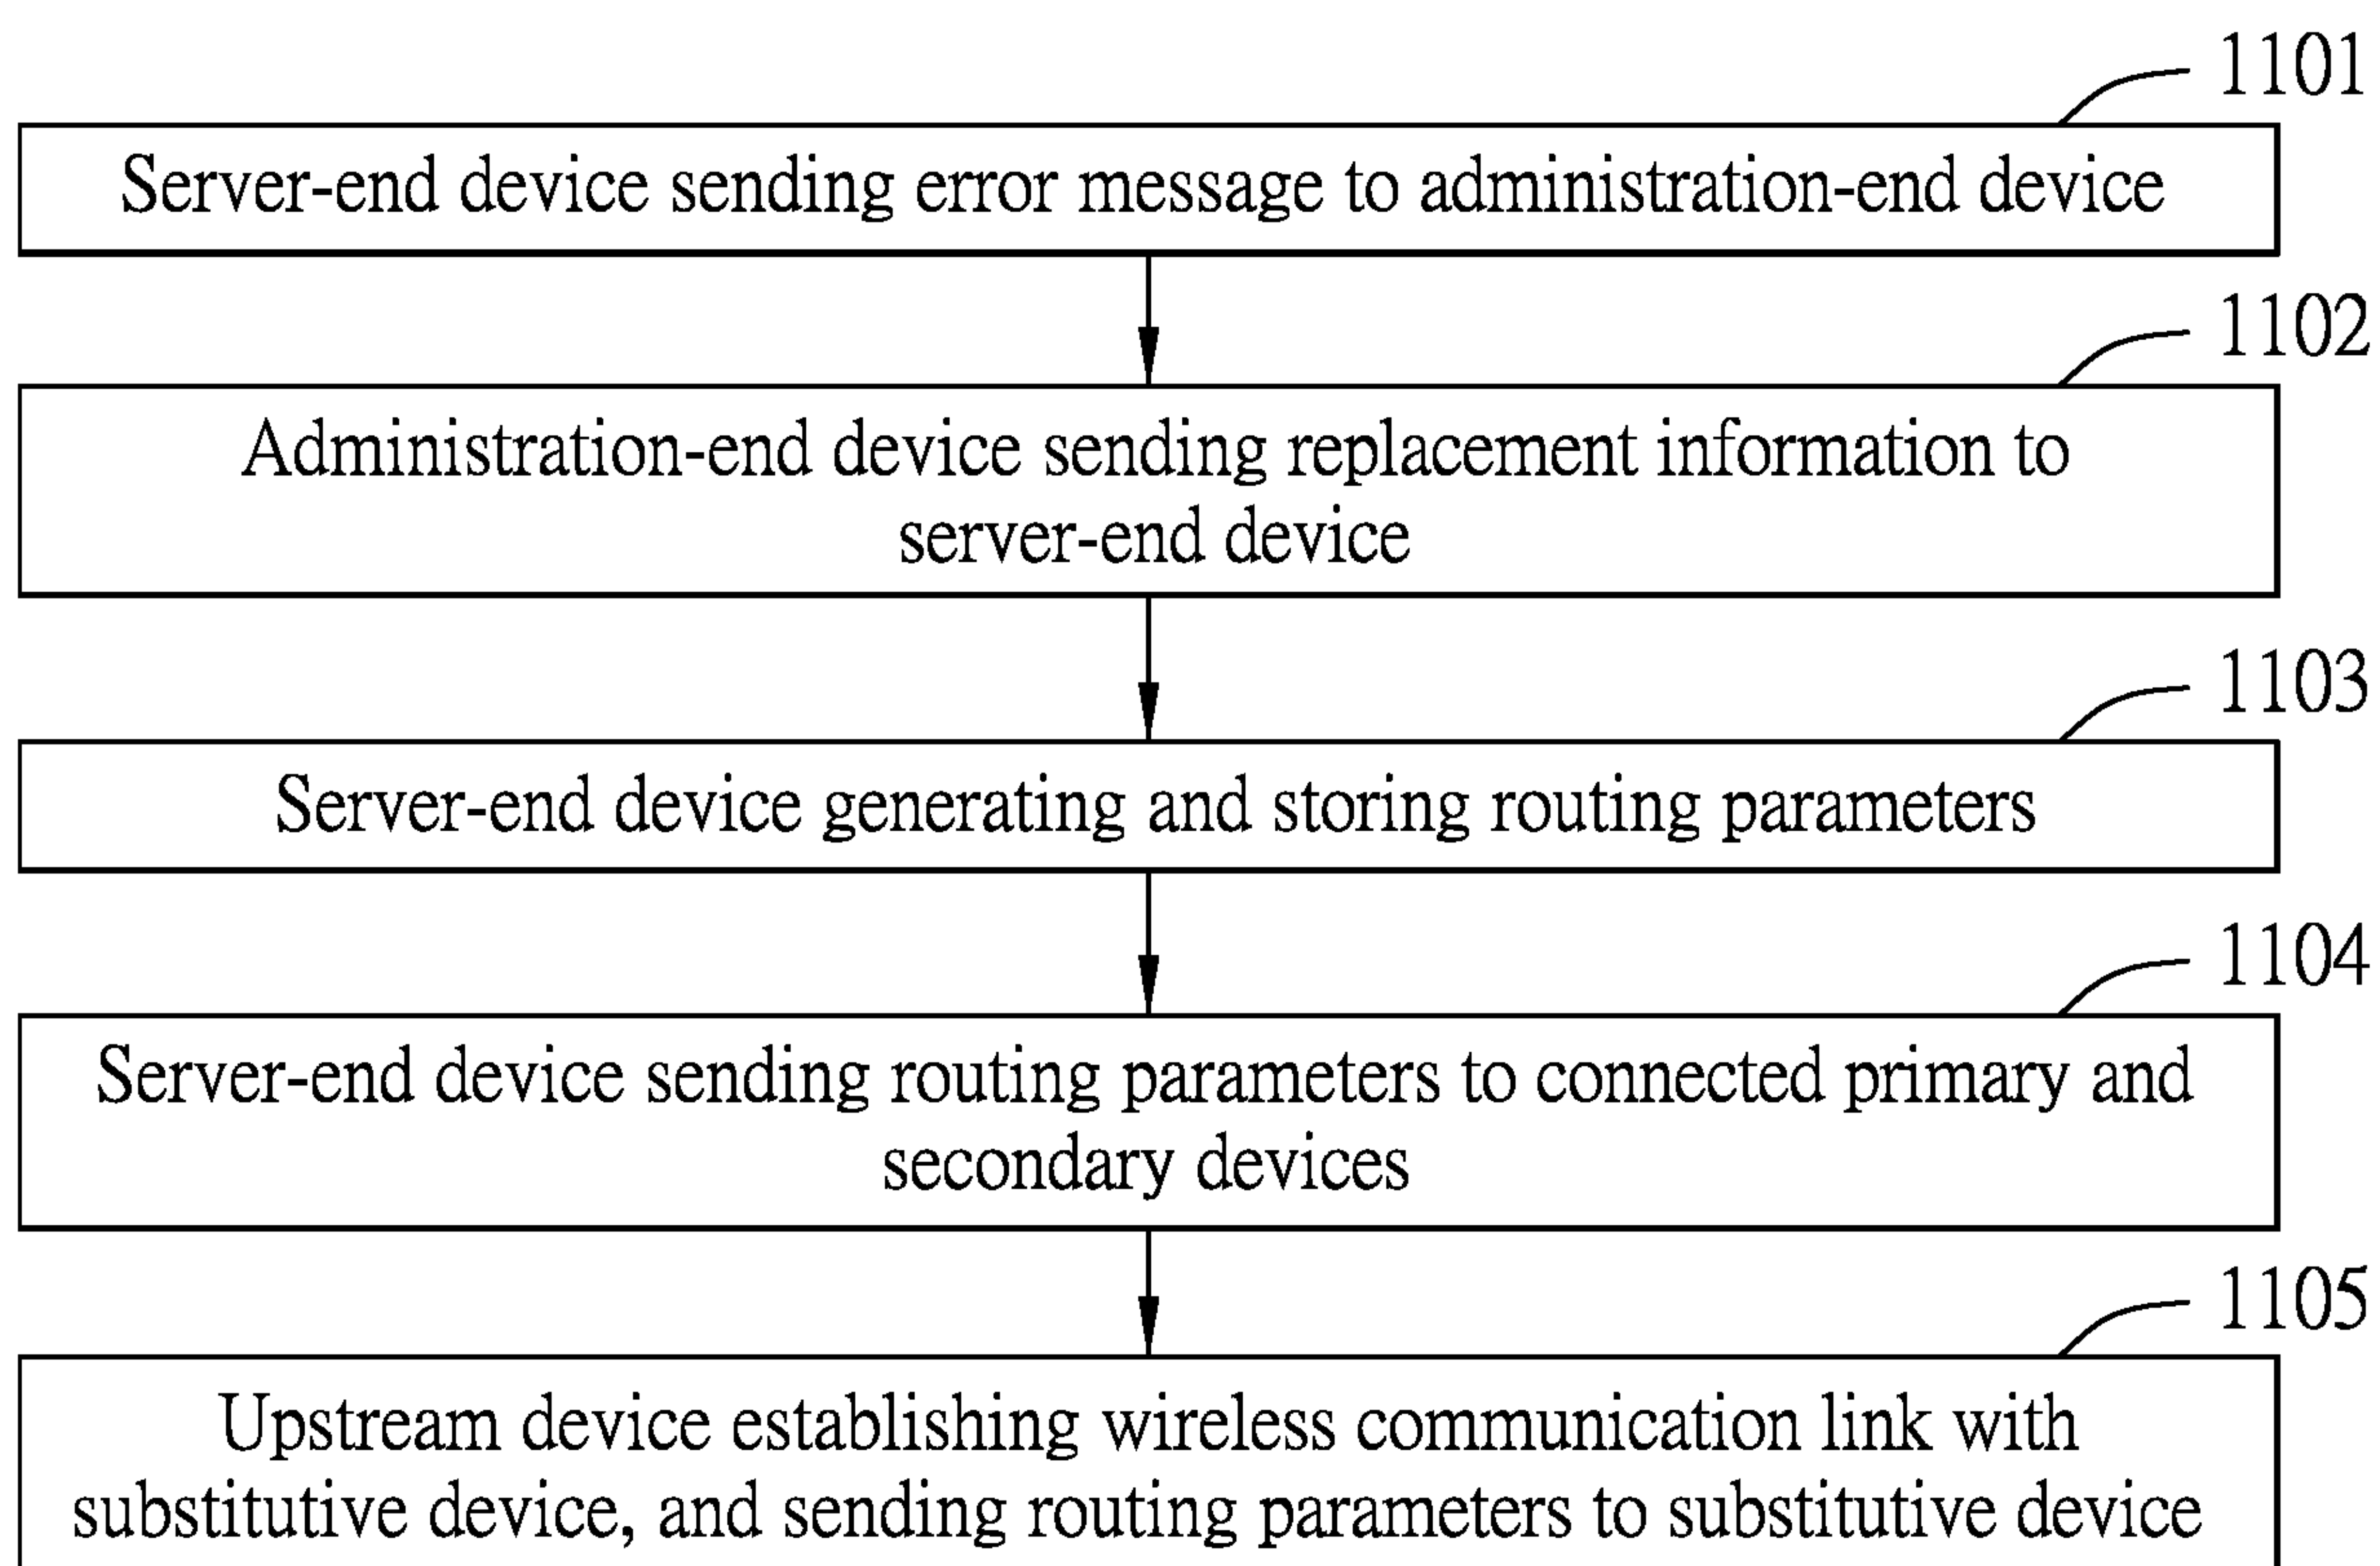 1101
Server-end device sending error message to administration-end device
1102
Administration-end device sending replacement information to
server-end device
1103
Server-end device generating and storing routing parameters
1104
Server-end device sending routing parameters to connected primary and
secondary devices
1105
Upstream device establishing wireless communication link with
substitutive device, and sending routing parameters to substitutive device